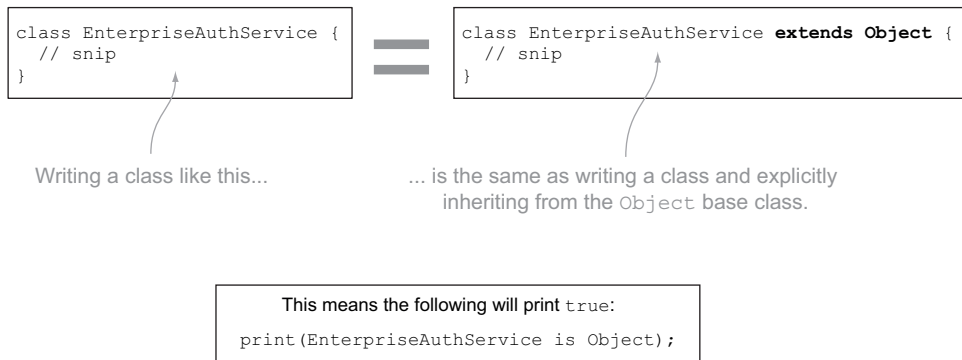 class EnterpriseAuthService {
// snip
}
class EnterpriseAuthService extends Object {
// snip
}
Writing a class like this...
... is the same as writing a class and explicitly
inheriting from the Object base class.
This means the following will print true:
print(EnterpriseAuthService is Object);